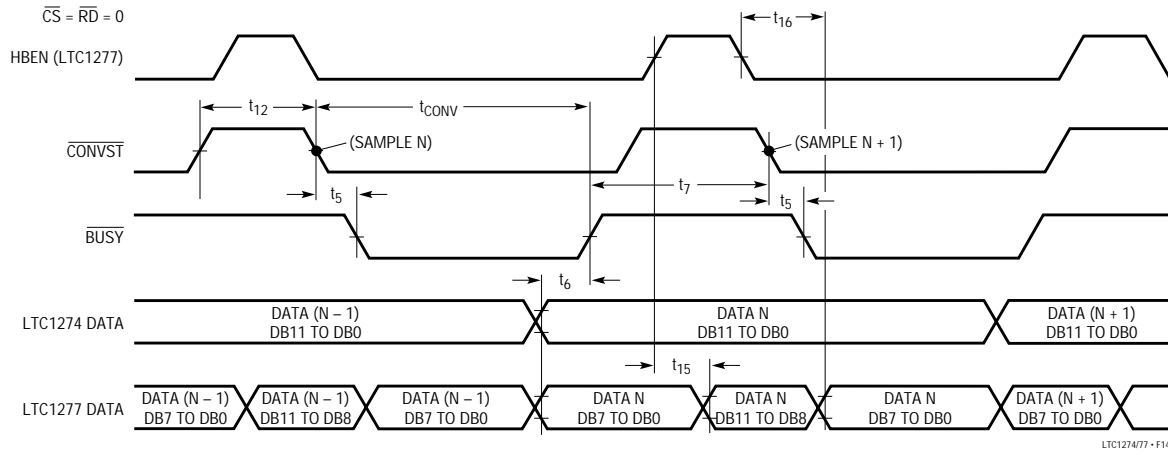 CS = RD = 0
t16
HBEN (LTC1277)
t12
tCONV
CONVST
(SAMPLE N)
(SAMPLE N + 1)
t5
t7
t5
BUSY
t6
LTC1274 DATA
DATA (N – 1)
DB11 TO DB0
DATA N
DB11 TO DB0
DATA (N + 1)
DB11 TO DB0
t15
LTC1277 DATA
DATA (N – 1)
DB7 TO DB0
DATA (N – 1)
DB11 TO DB8
DATA (N – 1)
DB7 TO DB0
DATA N
DB7 TO DB0
DATA N
DB11 TO DB8
DATA N
DB7 TO DB0
DATA (N + 1)
DB7 TO DB0
LTC1274/77 • F14